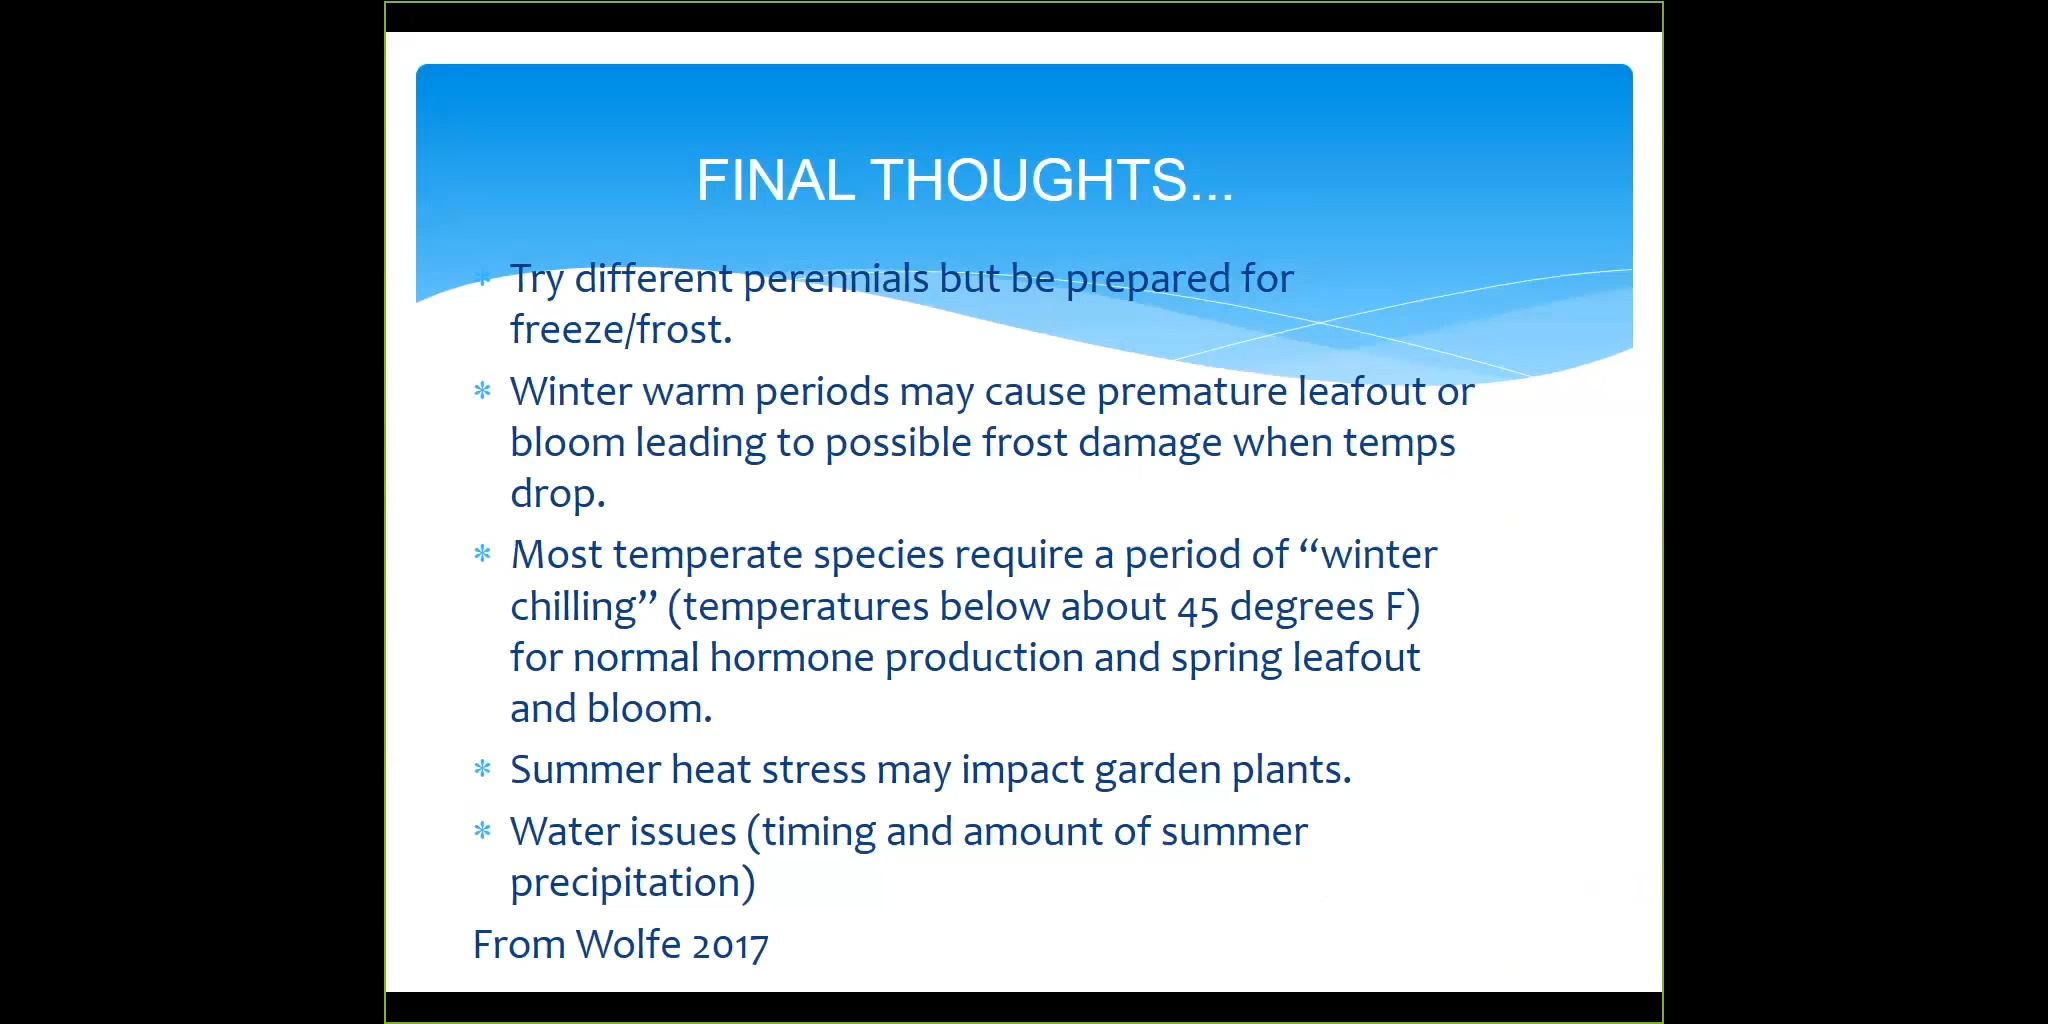 FINAL THOUGHTS...
* Try different perennials but be prepared for
freeze/frost.
* Winter warm periods may cause premature leafout or
bloom leading to possible frost damage when temps
drop.
* Most temperate species require a period of “winter
chilling” (temperatures below about 45 degrees F)
for normal hormone production and spring leafout
and bloom.
* Summer heat stress may impact garden plants.
* Water issues (timing and amount of summer
precipitation)
From Wolfe 2017